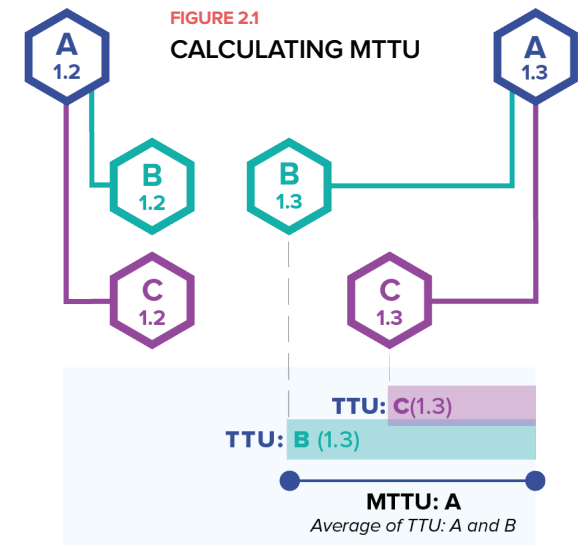 FIGURE 2.1
CALCULATING MTTU
A
1.2
A
1.3
B
1.2
B
1.3
C
1.2
C
1.3
TTU: C(1.3)
TTU: B (1.3)
MTTU: A
Average of TTU: A and B